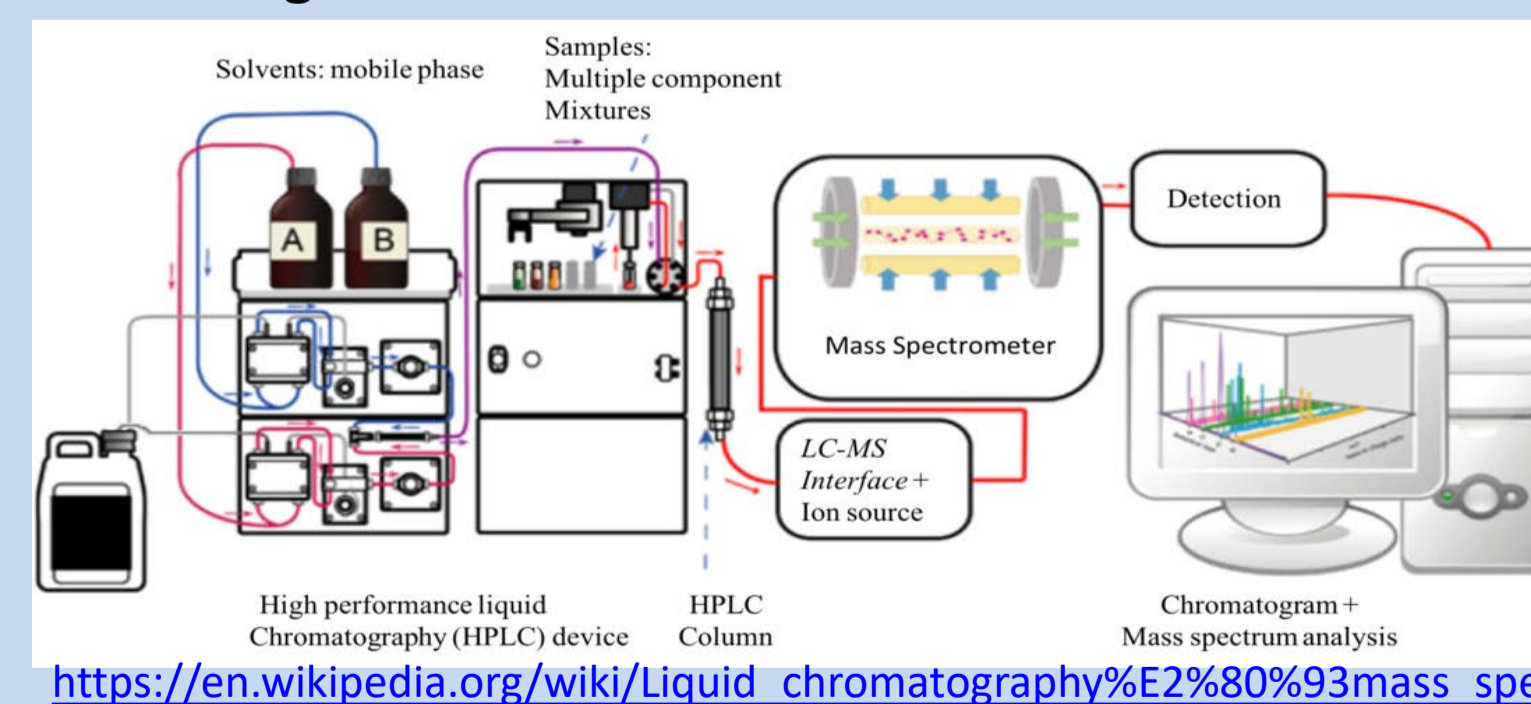 Solvents: mobile phase
Samples:
Multiple component
Mixtures
A
B
Detection
Mass Spectrometer
LC-MS
Interface +
Ion source
High performance liquid
Chromatography (HPLC) device
HPLC
Column
Chromatogram +
Mass spectrum analysis
https://en.wikipedia.org/wiki/Liquid_chromatography%E2%80%93mass_spe